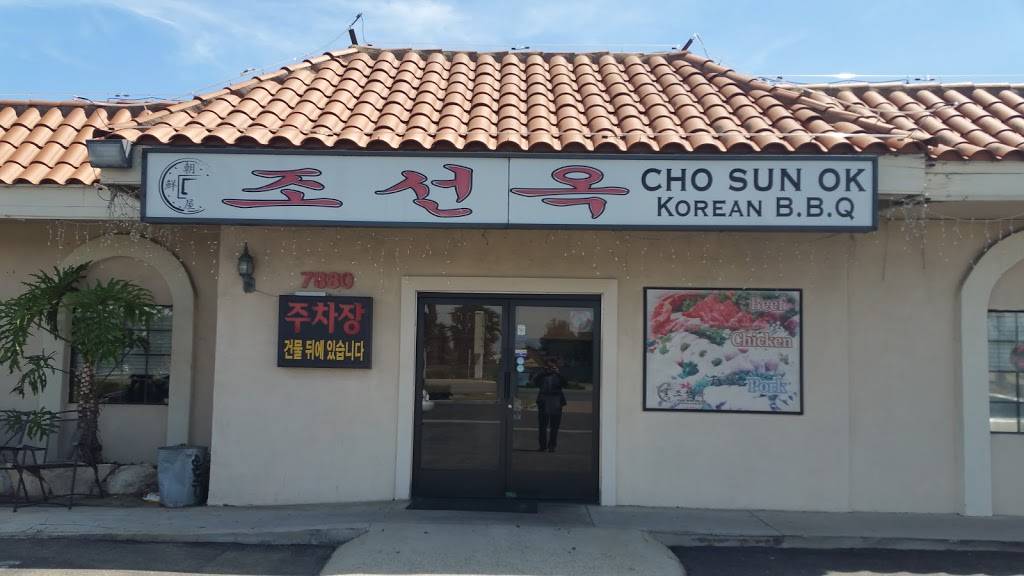 朝
鮮
屋
조선옥
CHO SUN OK
KOREAN B.B.Q
7880
주차장
건물 뒤에 있습니다
Beef
Chicken
Pork